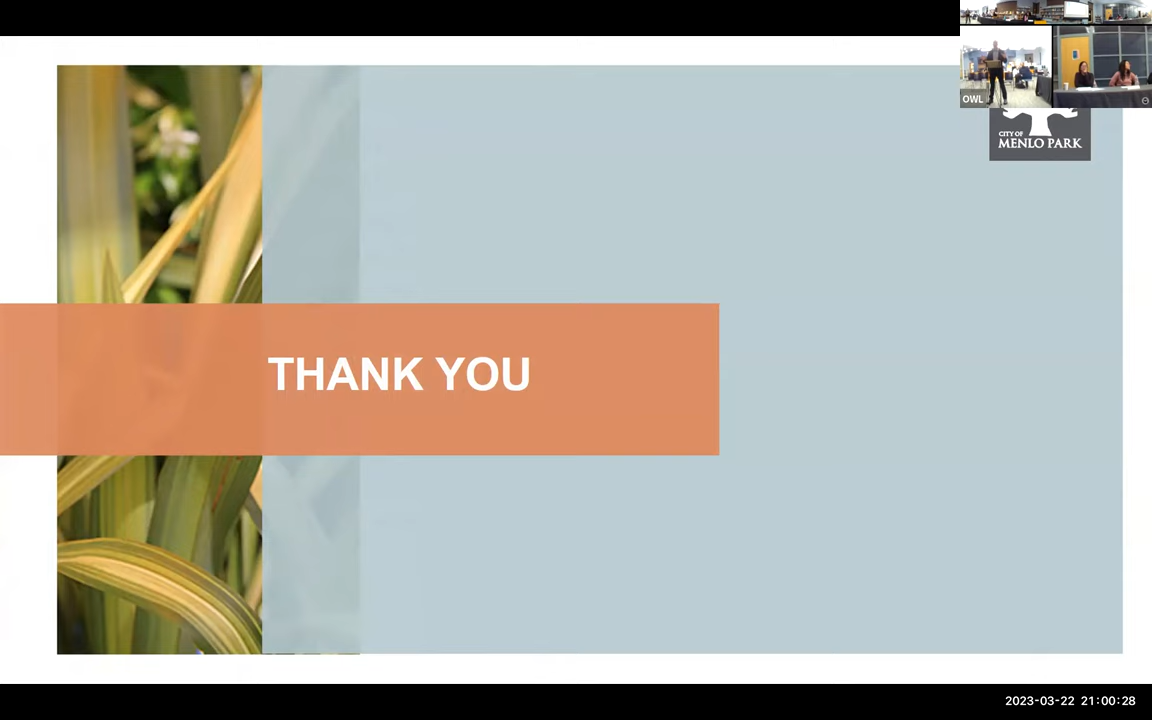 OWL
CITY OF
MENLO PARK
THANK YOU
2023-03-22 21:00:28